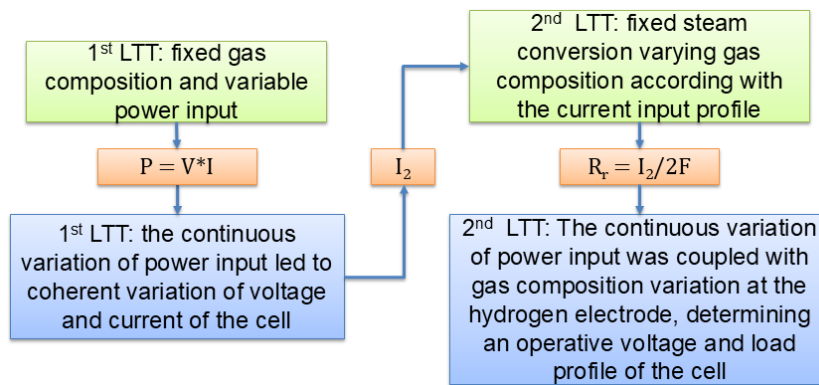 1st LTT: fixed gas
composition and variable
power input
P = V*I
1st LTT: the continuous
variation of power input led to
coherent variation of voltage
and current of the cell
I2
2nd LTT: fixed steam
conversion varying gas
composition according with
the current input profile
Rr = I2/2F
2nd LTT: The continuous variation
of power input was coupled with
gas composition variation at the
hydrogen electrode, determining
an operative voltage and load
profile of the cell